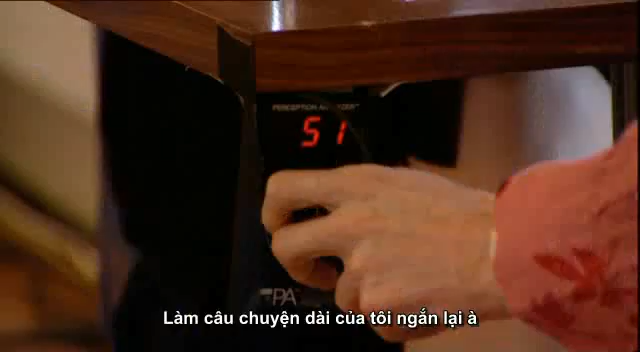 PERCEPTION ANALYZER
51
PA
Làm câu chuyện dài của tôi ngắn lại à